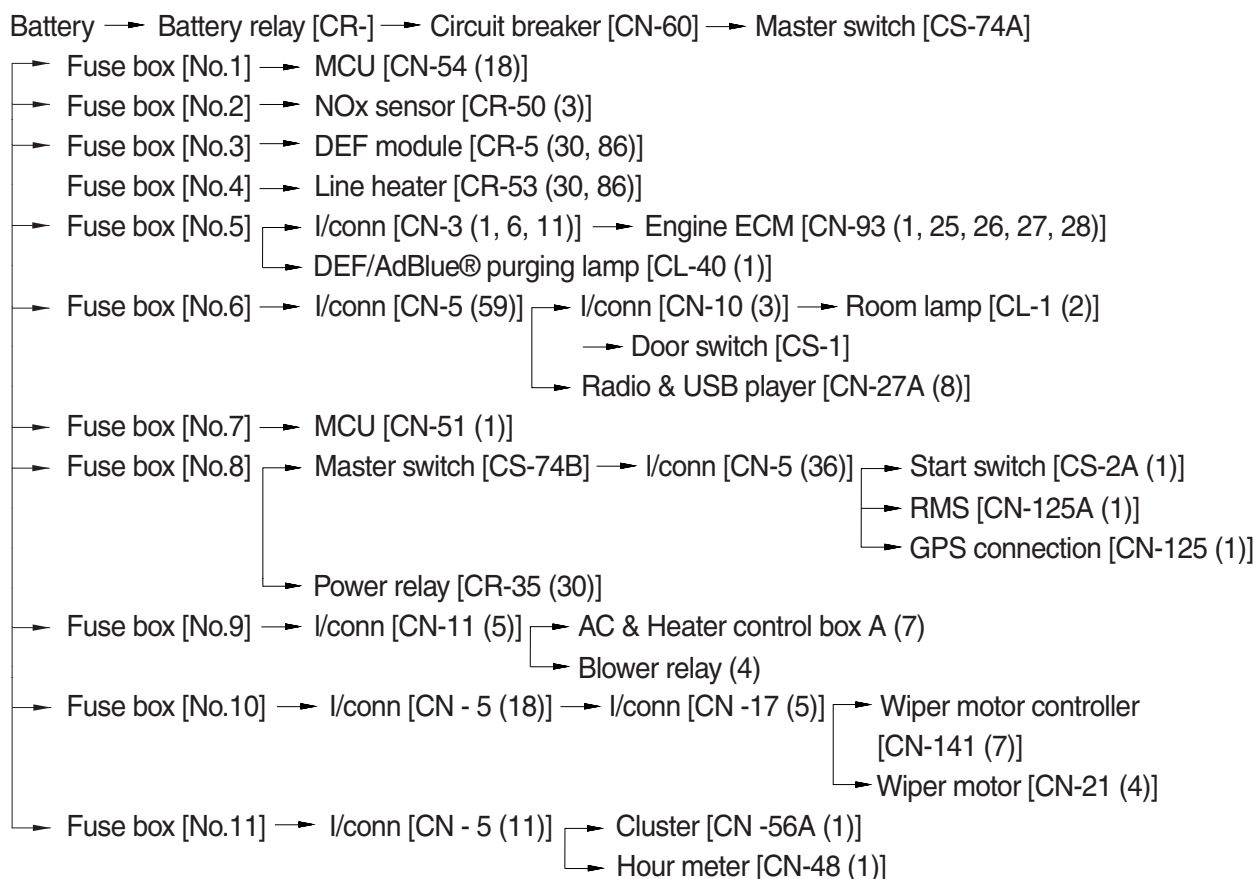 Battery → Battery relay [CR-] → Circuit breaker [CN-60] → Master switch [CS-74A]
→ Fuse box [No.1] → MCU [CN-54 (18)]
→ Fuse box [No.2] → NOx sensor [CR-50 (3)]
→ Fuse box [No.3] → DEF module [CR-5 (30, 86)]
Fuse box [No.4] → Line heater [CR-53 (30, 86)]
→ Fuse box [No.5] → I/conn [CN-3 (1, 6, 11)] → Engine ECM [CN-93 (1, 25, 26, 27, 28)]
→ DEF/AdBlue® purging lamp [CL-40 (1)]
→ Fuse box [No.6] → I/conn [CN-5 (59)] → I/conn [CN-10 (3)] → Room lamp [CL-1 (2)]
→ Door switch [CS-1]
→ Radio & USB player [CN-27A (8)]
→ Fuse box [No.7] → MCU [CN-51 (1)]
→ Fuse box [No.8] → Master switch [CS-74B] → I/conn [CN-5 (36)] → Start switch [CS-2A (1)]
→ RMS [CN-125A (1)]
→ GPS connection [CN-125 (1)]
→ Power relay [CR-35 (30)]
→ Fuse box [No.9] → I/conn [CN-11 (5)] → AC & Heater control box A (7)
→ Blower relay (4)
→ Fuse box [No.10] → I/conn [CN - 5 (18)] → I/conn [CN -17 (5)] → Wiper motor controller
[CN-141 (7)]
→ Wiper motor [CN-21 (4)]
→ Fuse box [No.11] → I/conn [CN - 5 (11)] → Cluster [CN -56A (1)]
→ Hour meter [CN-48 (1)]